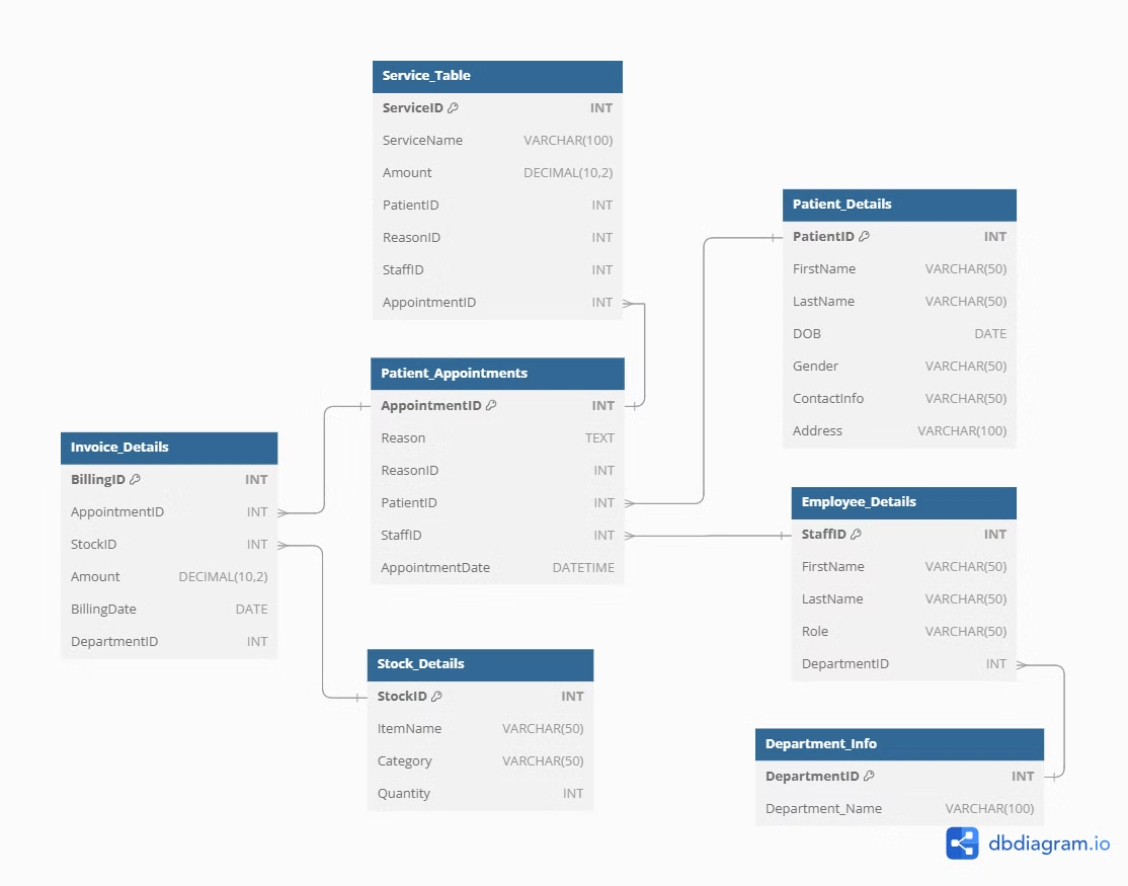 Service_Table
ServiceID INT
ServiceName VARCHAR(100)
Amount DECIMAL(10,2)
PatientID INT
ReasonID INT
StaffID INT
AppointmentID INT
Patient_Details
PatientID INT
FirstName VARCHAR(50)
LastName VARCHAR(50)
DOB DATE
Gender VARCHAR(50)
ContactInfo VARCHAR(50)
Address VARCHAR(100)
Patient_Appointments
AppointmentID INT
Reason TEXT
ReasonID INT
PatientID INT
StaffID INT
AppointmentDate DATETIME
Invoice_Details
BillingID INT
AppointmentID INT
StockID INT
Amount DECIMAL(10,2)
BillingDate DATE
DepartmentID INT
Employee_Details
StaffID INT
FirstName VARCHAR(50)
LastName VARCHAR(50)
Role VARCHAR(50)
DepartmentID INT
Stock_Details
StockID INT
ItemName VARCHAR(50)
Category VARCHAR(50)
Quantity INT
Department_Info
DepartmentID INT
Department_Name VARCHAR(100)
dbdiagram.io